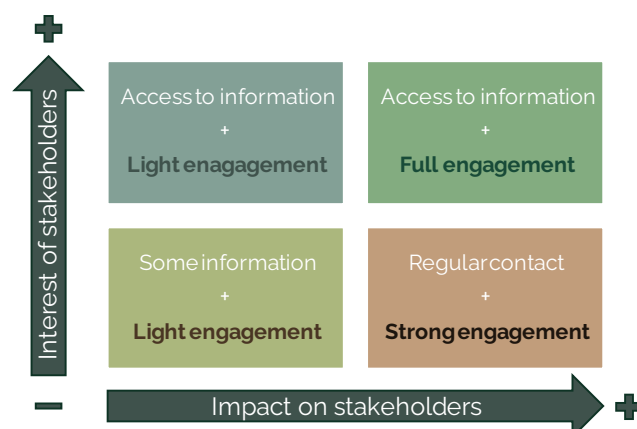 Interest of stakeholders
Access to information
+
Light enagagement
Access to information
+
Full engagement
Some information
+
Light engagement
Regular contact
+
Strong engagement
Impact on stakeholders